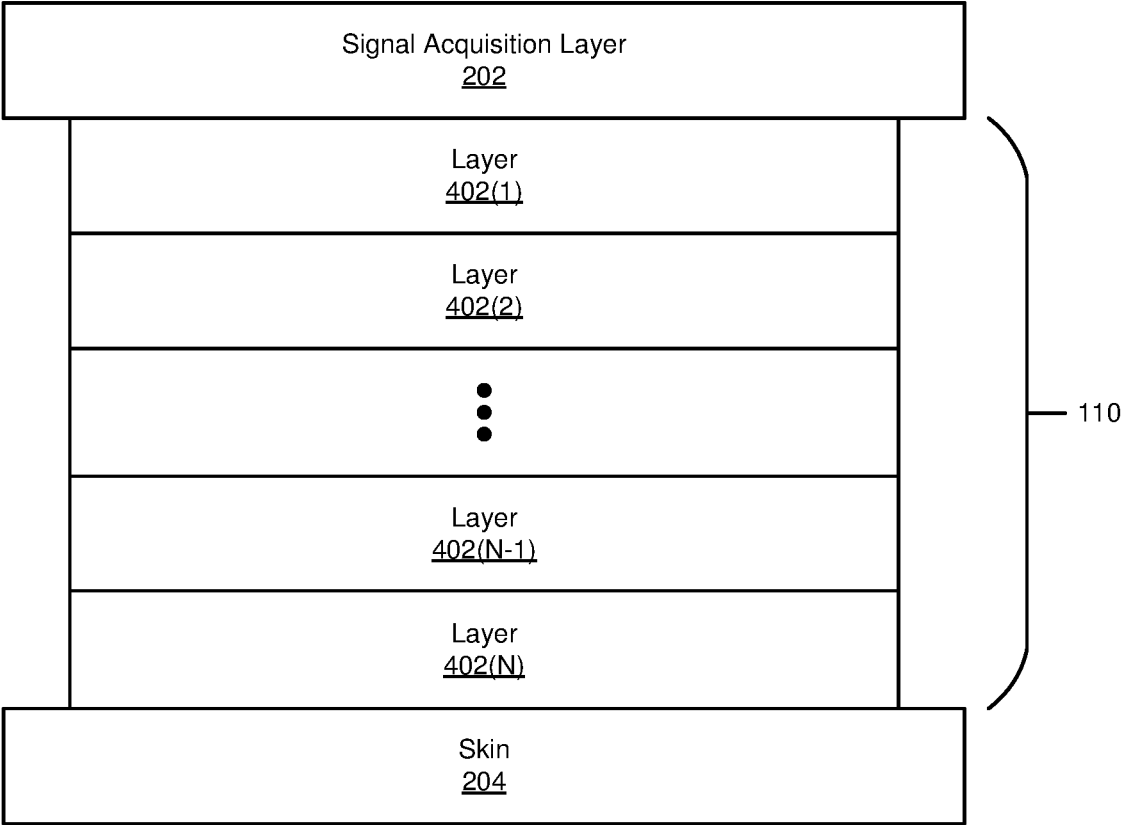 Signal Acquisition Layer
202
Layer
402(1)
Layer
402(2)
110
Layer
402(N-1)
Layer
402(N)
Skin
204